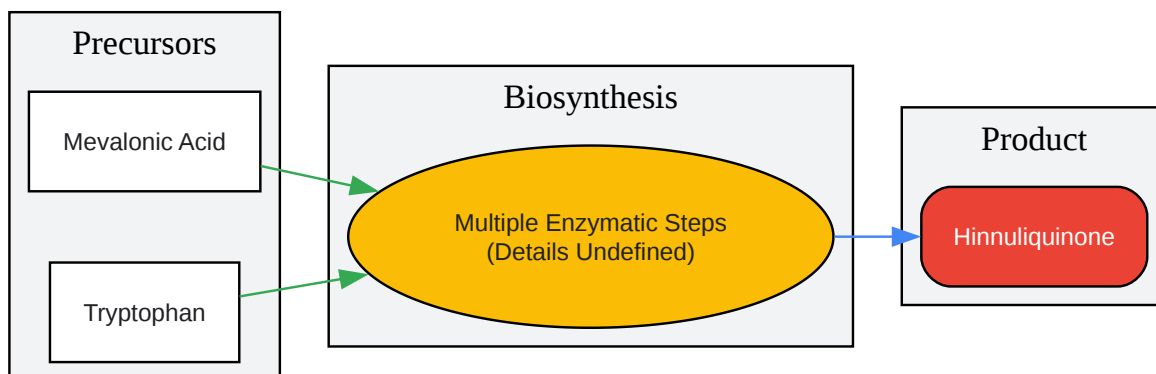 Precursors
Mevalonic Acid
Tryptophan
Biosynthesis
Multiple Enzymatic Steps
(Details Undefined)
Product
Hinnuliquinone